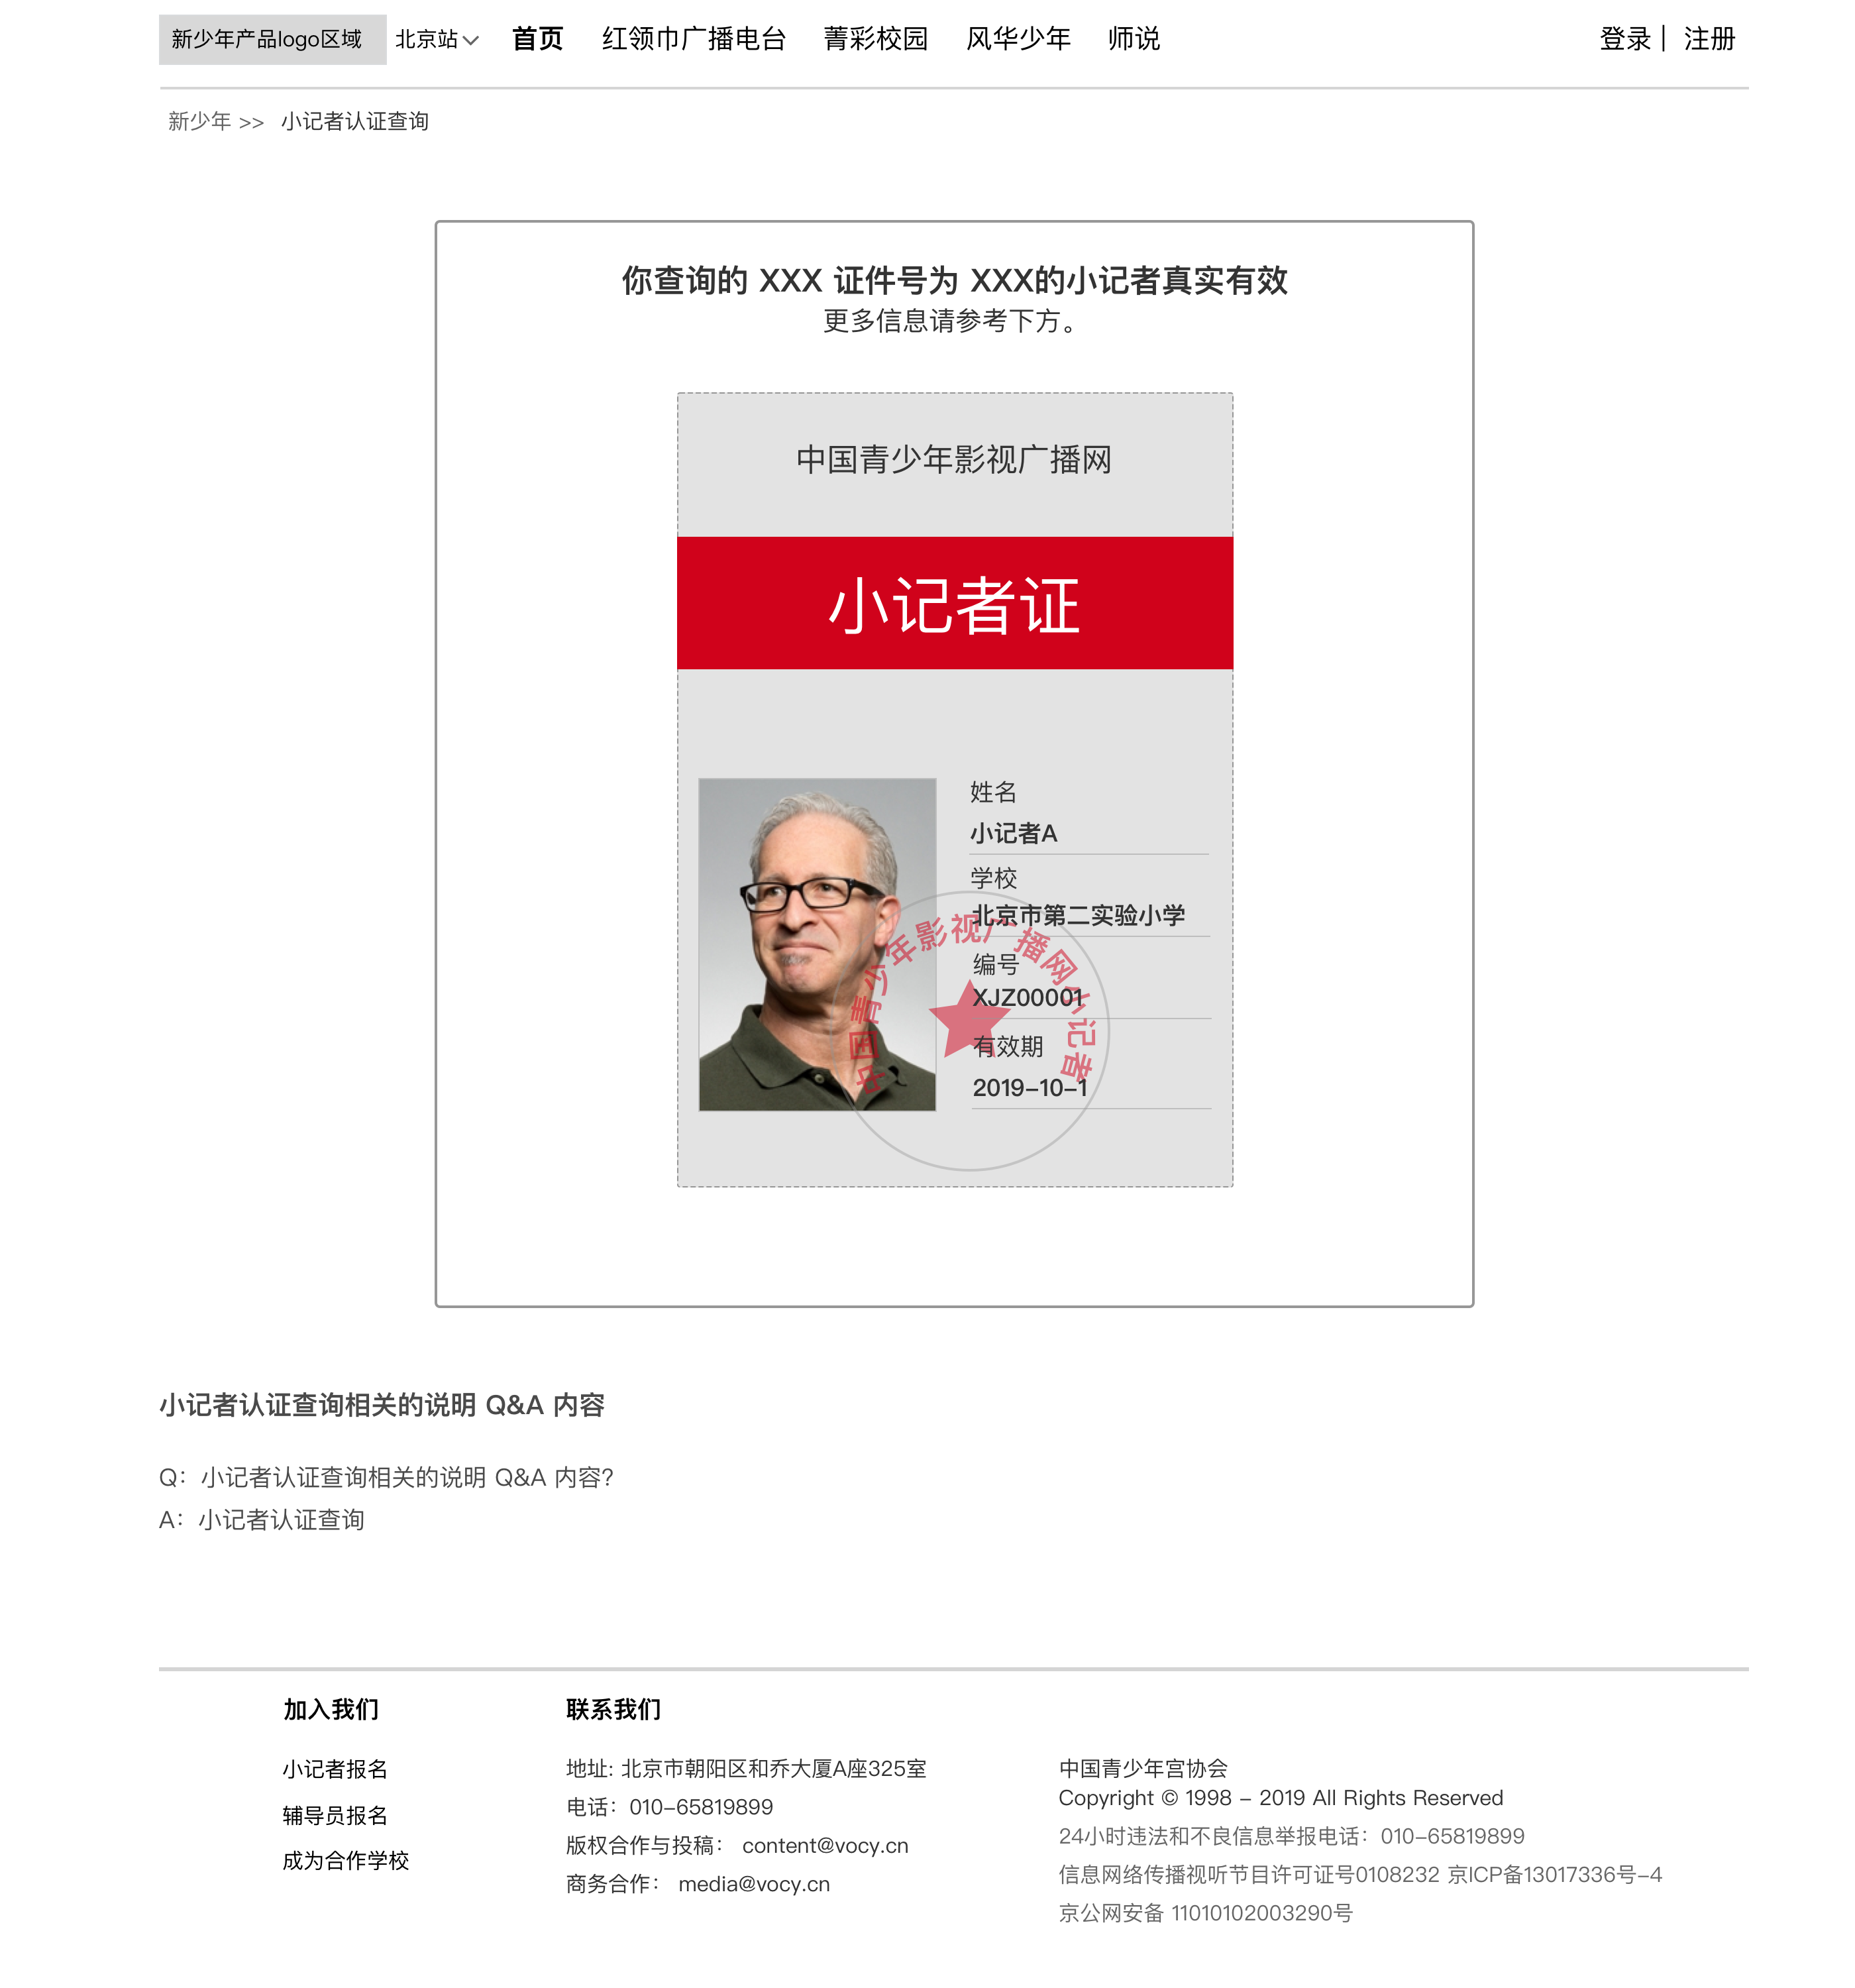 新少年产品logo区域 北京站 首页 红领巾广播电台 菁彩校园 风华少年 师说 登录 | 注册
新少年 >> 小记者认证查询
你查询的 XXX 证件号为 XXX的小记者真实有效
更多信息请参考下方。
中国青少年影视广播网
小记者证
姓名
小记者A
学校
北京市第二实验小学
中国青少年影视广播网小记者
编号
XJZ00001
有效期
2019-10-1
小记者认证查询相关的说明 Q&A 内容
Q：小记者认证查询相关的说明 Q&A 内容?
A：小记者认证查询
加入我们
小记者报名
辅导员报名
成为合作学校
联系我们
地址: 北京市朝阳区和乔大厦A座325室
电话：010-65819899
版权合作与投稿： content@vocy.cn
商务合作： media@vocy.cn
中国青少年宫协会
Copyright © 1998 - 2019 All Rights Reserved
24小时违法和不良信息举报电话：010-65819899
信息网络传播视听节目许可证号0108232 京ICP备13017336号-4
京公网安备 11010102003290号